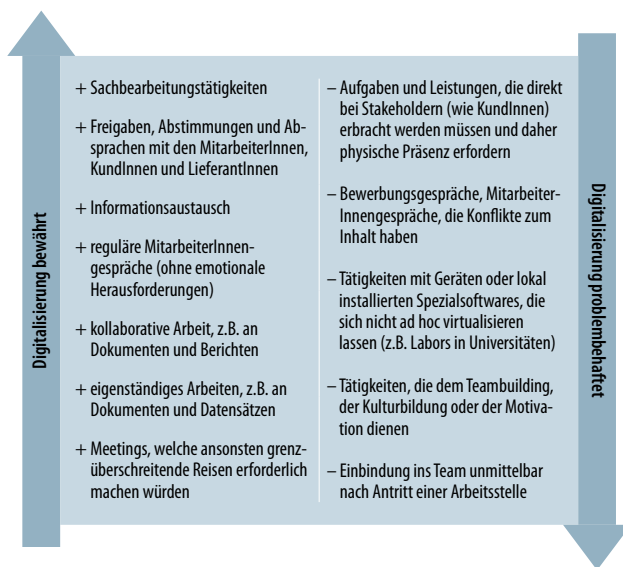 Digitalisierung bewährt
+ Sachbearbeitungstätigkeiten
+ Freigaben, Abstimmungen und Ab-
sprachen mit den MitarbeiterInnen,
KundInnen und LieferantInnen
+ Informationsaustausch
+ reguläre MitarbeiterInnen-
gespräche (ohne emotionale
Herausforderungen)
+ kollaborative Arbeit, z.B. an
Dokumenten und Berichten
+ eigenständiges Arbeiten, z.B. an
Dokumenten und Datensätzen
+ Meetings, welche ansonsten grenz-
überschreitende Reisen erforderlich
machen würden
– Aufgaben und Leistungen, die direkt
bei Stakeholdern (wie KundInnen)
erbracht werden müssen und daher
physische Präsenz erfordern
– Bewerbungsgespräche, Mitarbeiter-
Innengespräche, die Konflikte zum
Inhalt haben
– Tätigkeiten mit Geräten oder lokal
installierten Spezialsoftwares, die
sich nicht ad hoc virtualisieren
lassen (z.B. Labors in Universitäten)
– Tätigkeiten, die dem Teambuilding,
der Kulturbildung oder der Motiva-
tion dienen
– Einbindung ins Team unmittelbar
nach Antritt einer Arbeitsstelle
Digitalisierung problembehaftet